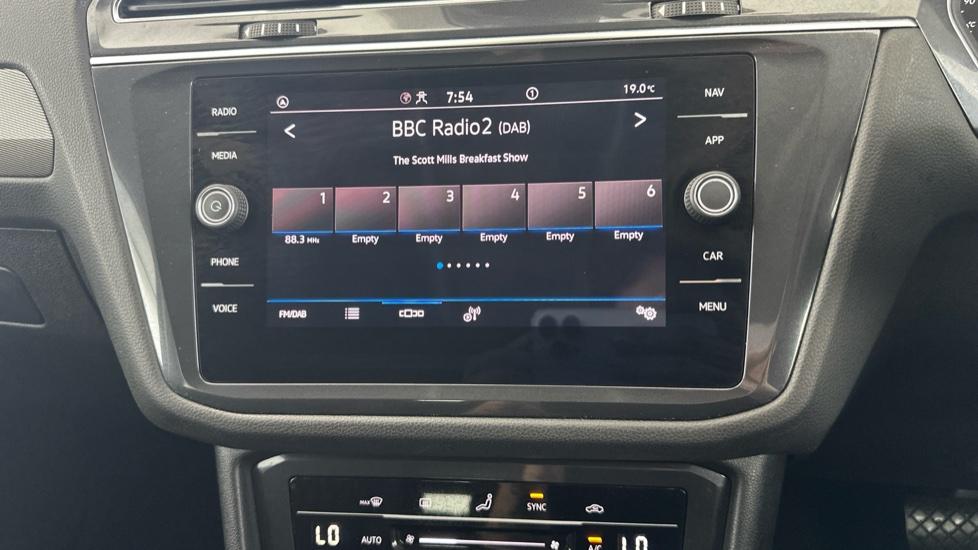 RADIO
MEDIA
PHONE
VOICE
7:54
1
19.0°C
BBC Radio2 (DAB)
The Scott Mills Breakfast Show
1 2 3 4 5 6
88.3 MHz Empty Empty Empty Empty Empty
FM/DAB
NAV
APP
CAR
MENU
MAX
SYNC
LO AUTO A/C LO